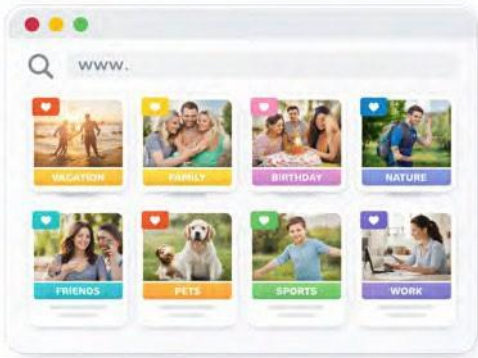 www.
VACATION
FAMILY
BIRTHDAY
NATURE
FRIENDS
PETS
SPORTS
WORK